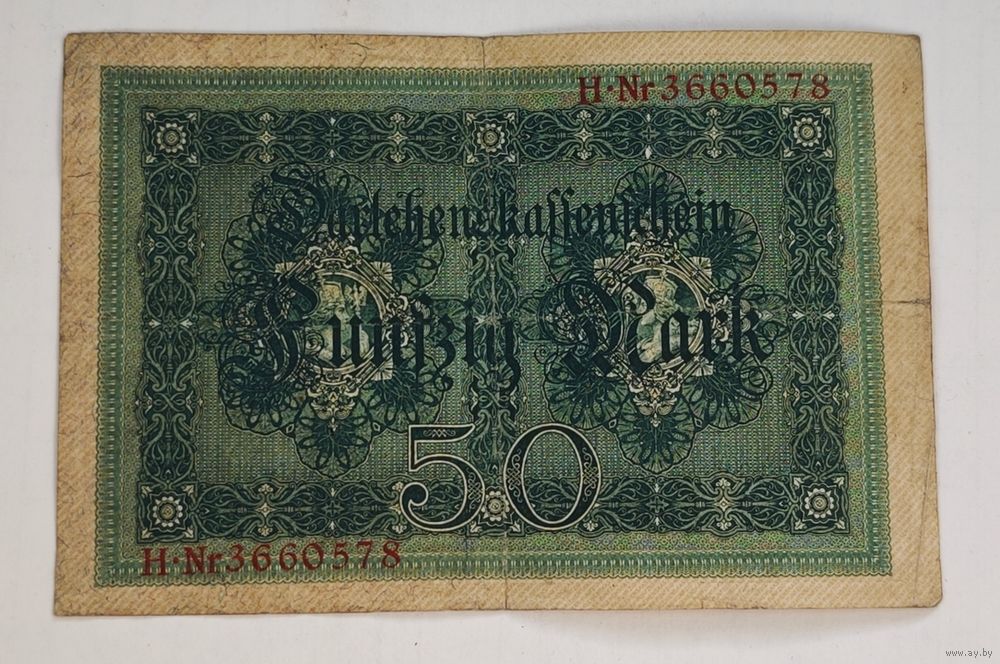 H·Nr3660578
Darlehenskassenschein
Fünfzig Mark
50
H·Nr3660578
www.ay.by